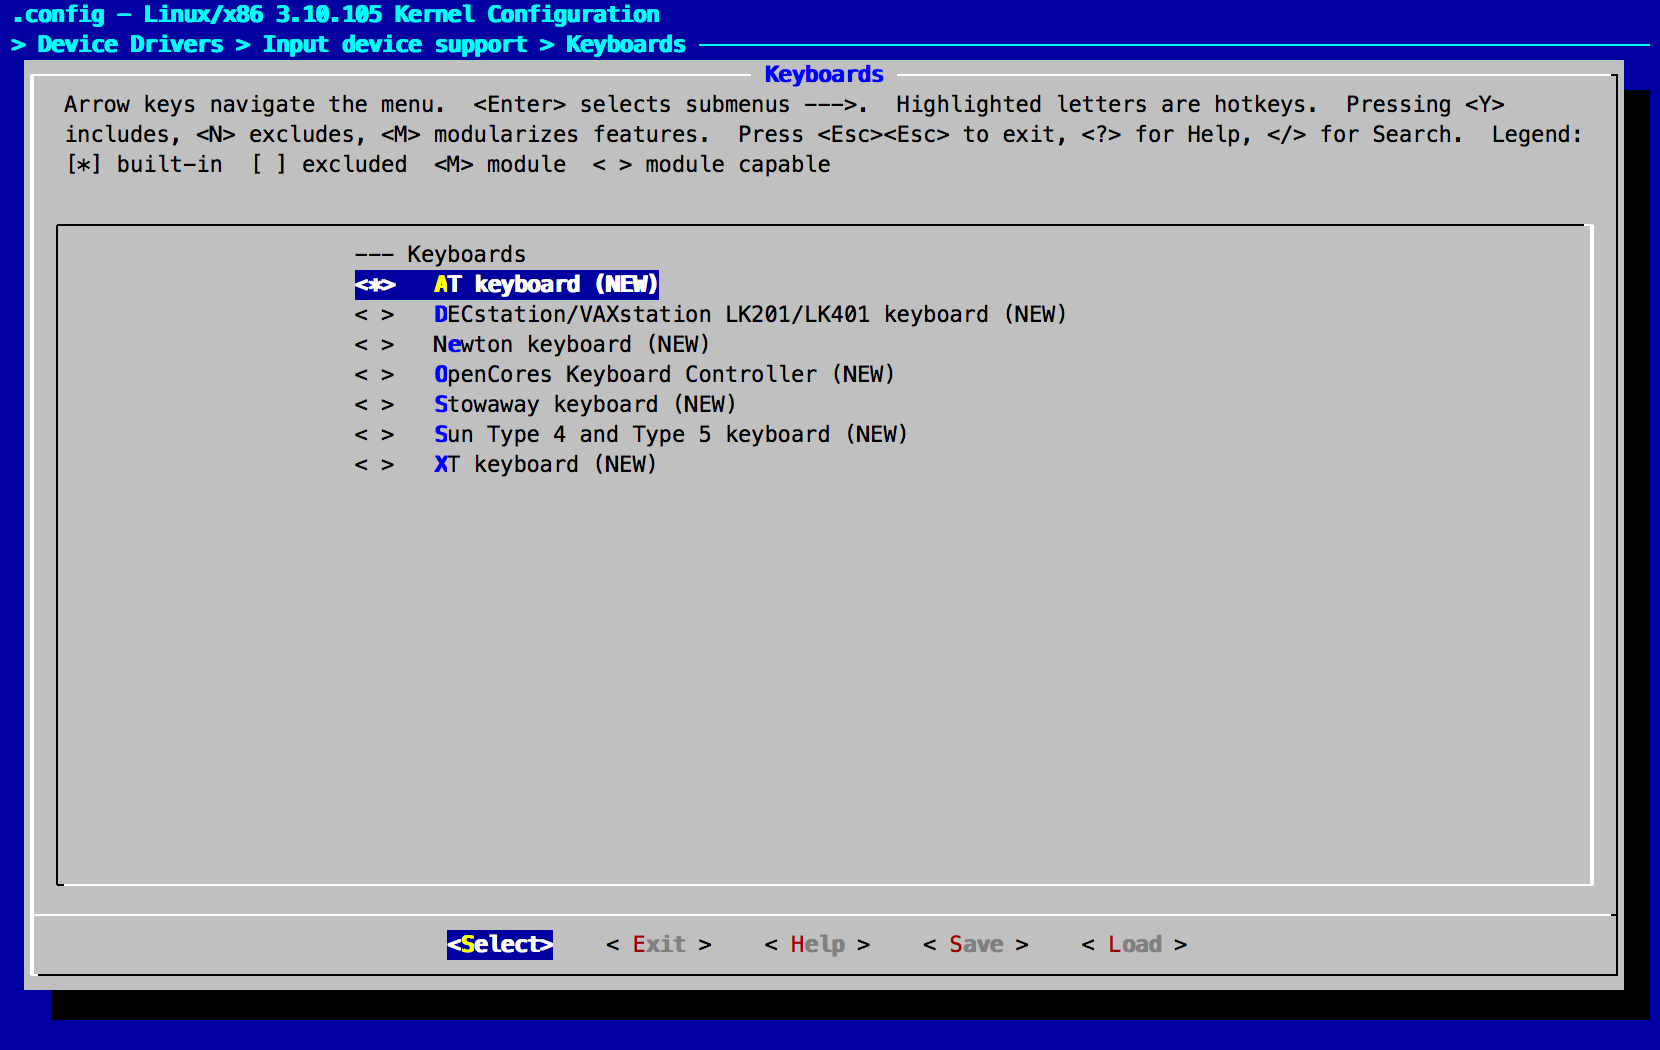 .config - Linux/x86 3.10.105 Kernel Configuration
> Device Drivers > Input device support > Keyboards
Keyboards
Arrow keys navigate the menu.  <Enter> selects submenus --->.  Highlighted letters are hotkeys.  Pressing <Y>
includes, <N> excludes, <M> modularizes features.  Press <Esc><Esc> to exit, <?> for Help, </> for Search.  Legend:
[*] built-in  [ ] excluded  <M> module  < > module capable
--- Keyboards
<*>   AT keyboard (NEW)
< >   DECstation/VAXstation LK201/LK401 keyboard (NEW)
< >   Newton keyboard (NEW)
< >   OpenCores Keyboard Controller (NEW)
< >   Stowaway keyboard (NEW)
< >   Sun Type 4 and Type 5 keyboard (NEW)
< >   XT keyboard (NEW)
<Select>    < Exit >    < Help >    < Save >    < Load >